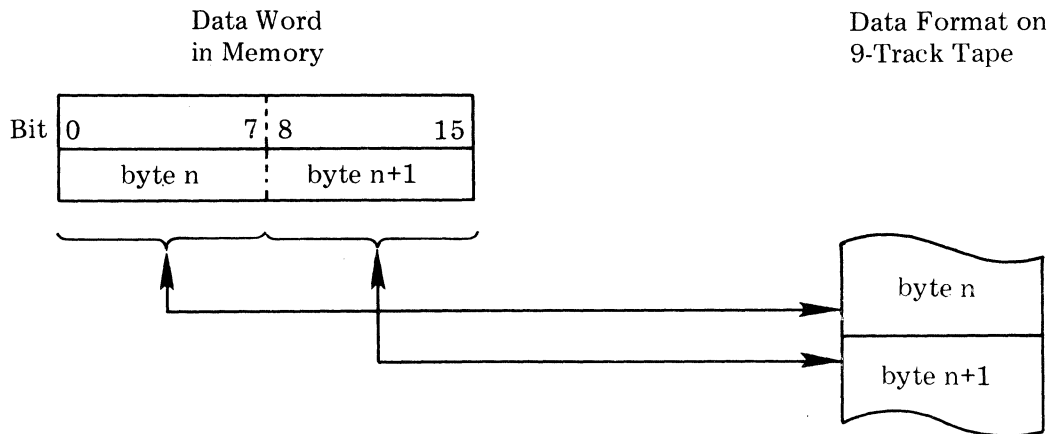 Data Word
in Memory
Data Format on
9-Track Tape
Bit 0 7 8 15
byte n byte n+1
byte n
byte n+1